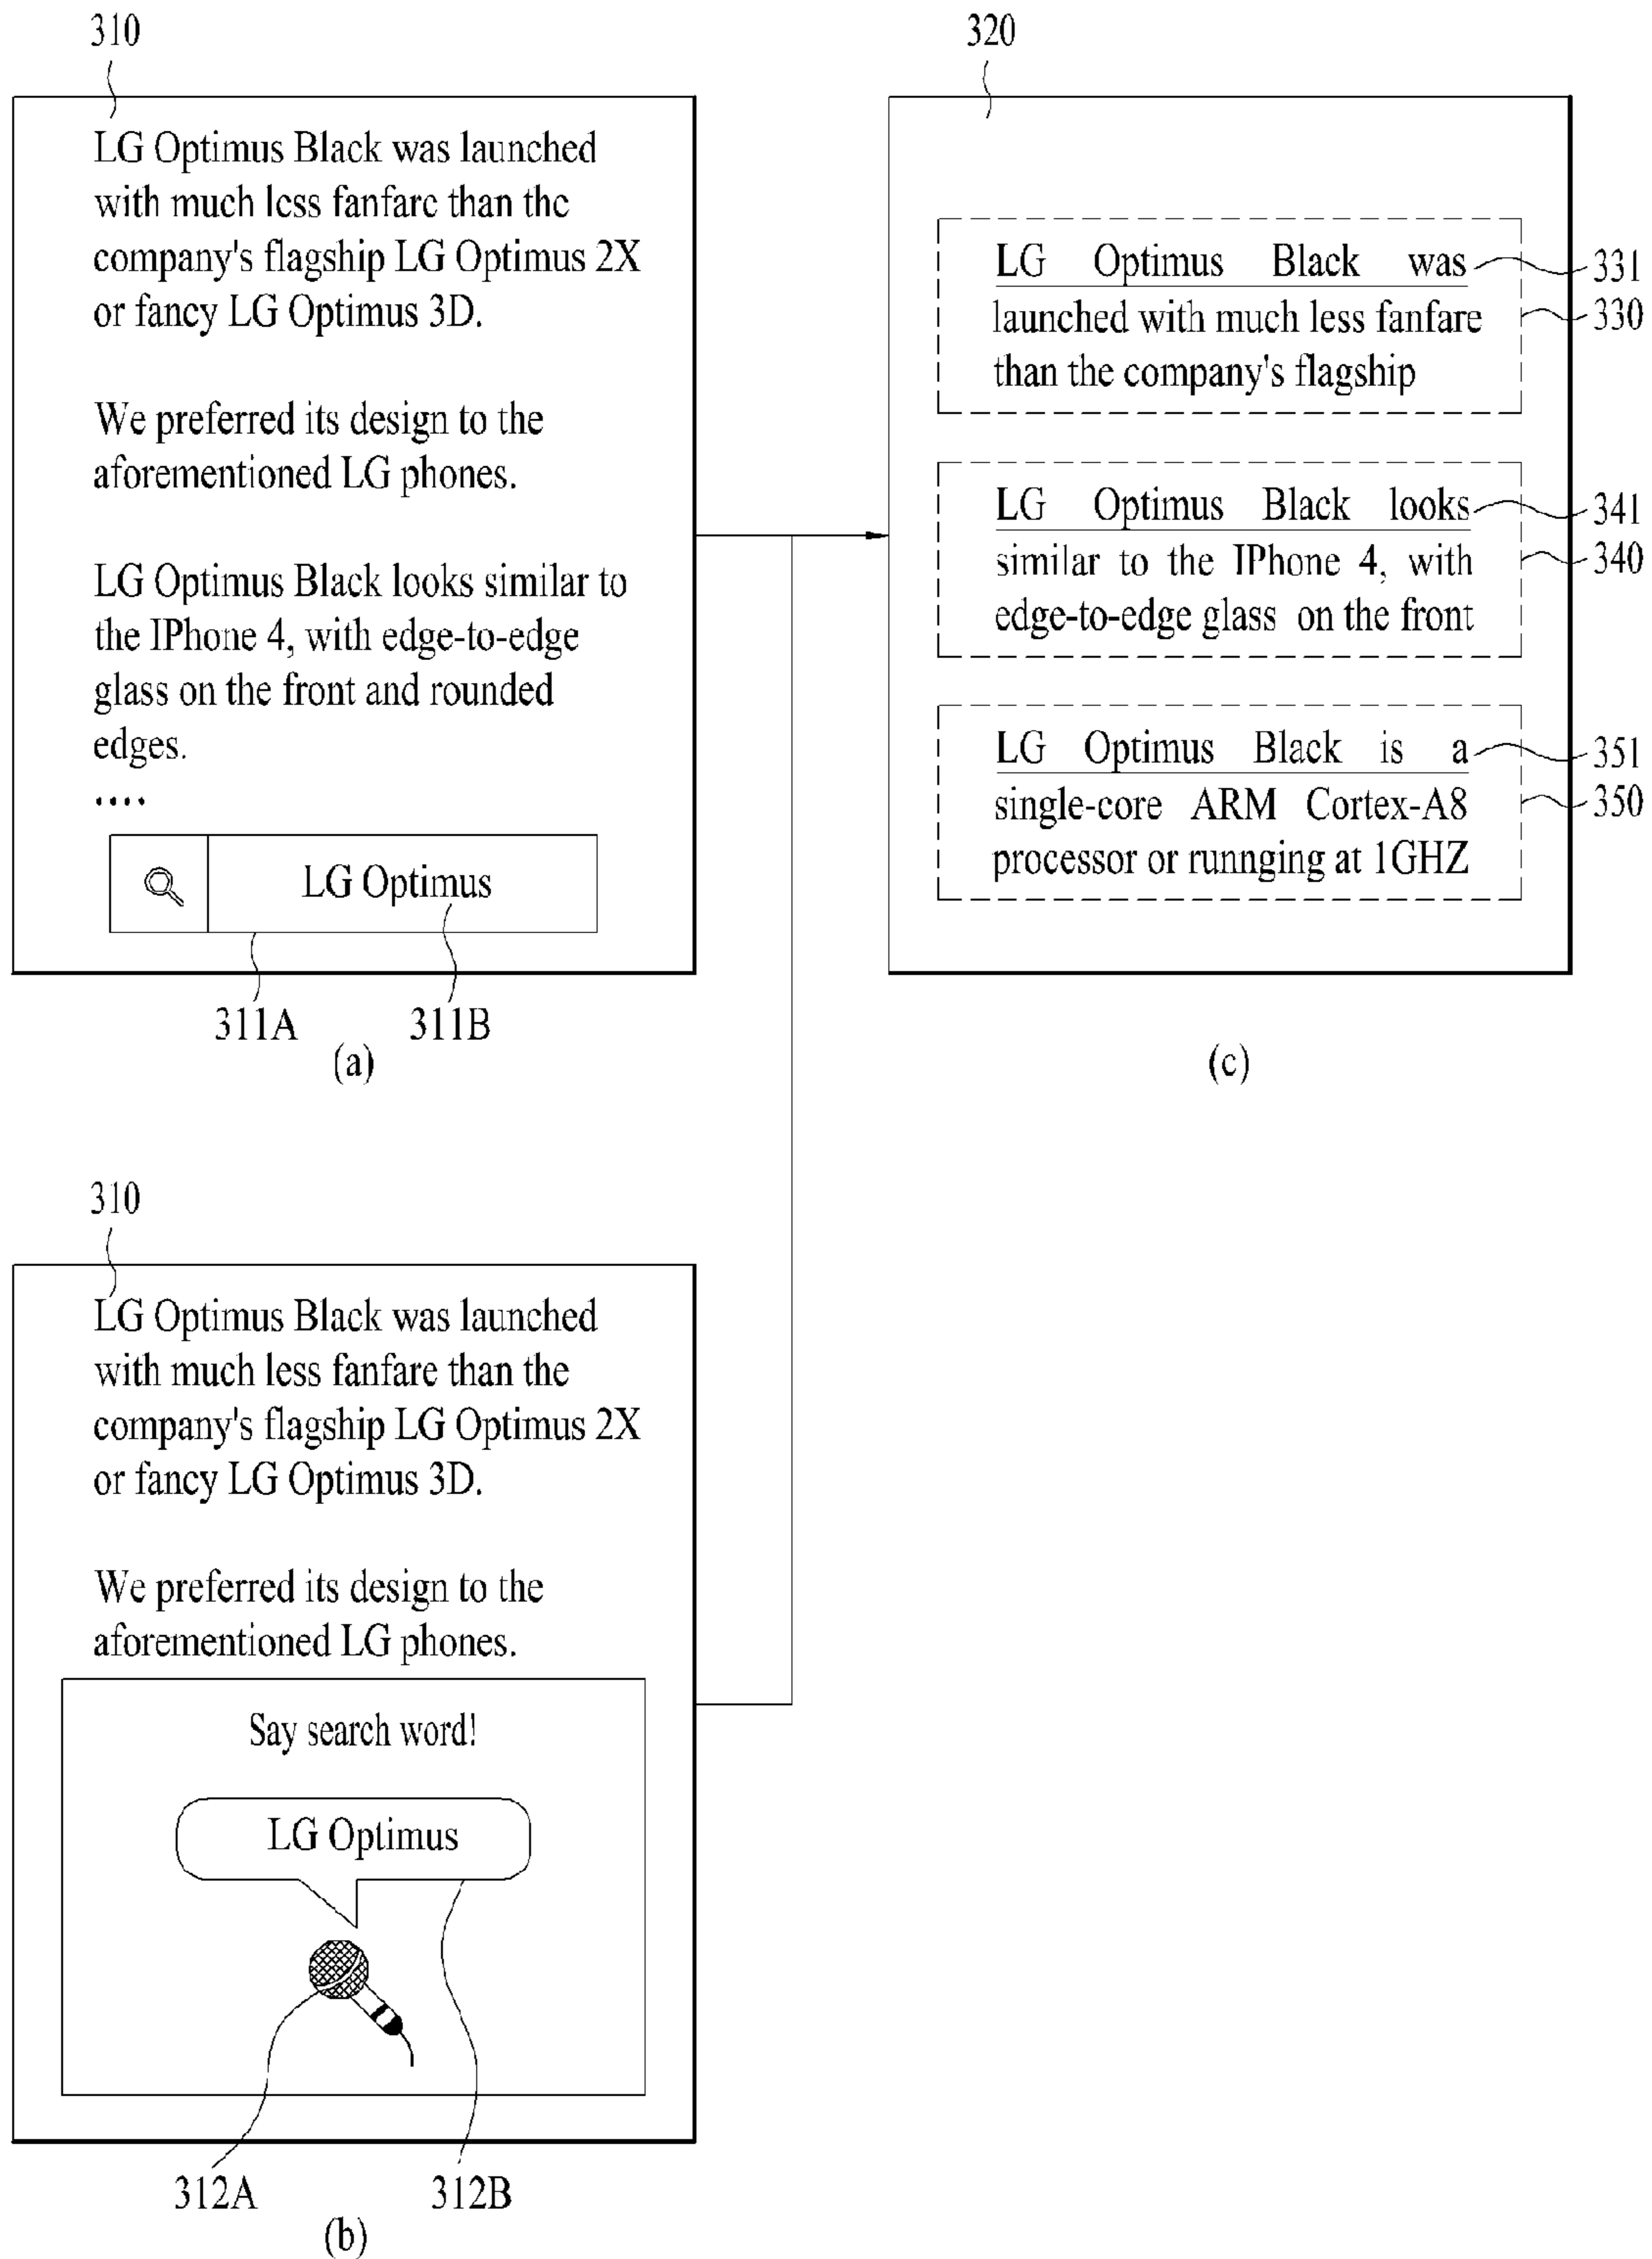 310
LG Optimus Black was launched
with much less fanfare than the
company's flagship LG Optimus 2X
or fancy LG Optimus 3D.
We preferred its design to the
aforementioned LG phones.
LG Optimus Black looks similar to
the IPhone 4, with edge-to-edge
glass on the front and rounded
edges.
....
LG Optimus
311A
311B
(a)
320
LG Optimus Black was
331
launched with much less fanfare
330
than the company's flagship
LG Optimus Black looks
341
similar to the IPhone 4, with
340
edge-to-edge glass on the front
LG Optimus Black is a
351
single-core ARM Cortex-A8
350
processor or runnging at 1GHZ
(c)
310
LG Optimus Black was launched
with much less fanfare than the
company's flagship LG Optimus 2X
or fancy LG Optimus 3D.
We preferred its design to the
aforementioned LG phones.
Say search word!
LG Optimus
312A
312B
(b)